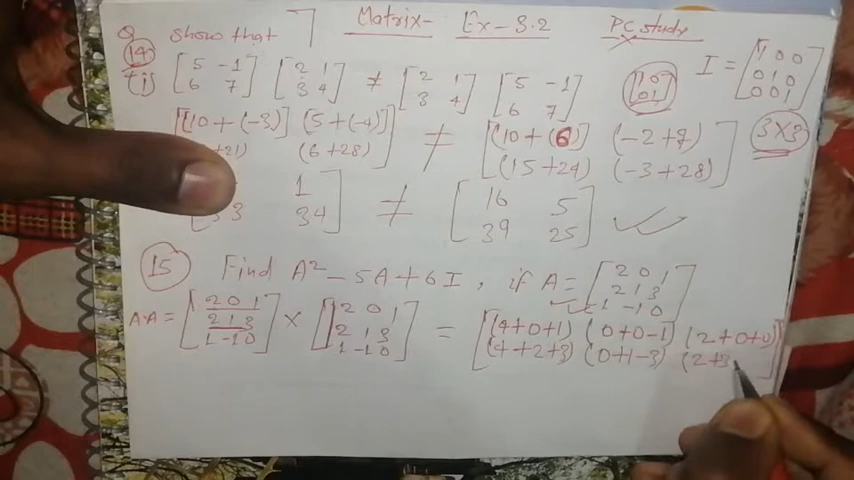 Matrix- Ex-3.2 PC study
Q show that
14
(i) [5 -1 6 7] [2 1 3 4] ≠ [2 1 3 4] [5 -1 6 7] [1 0 0 1] I = [1 0 0 0 1 0 0 0 1]
[(10+(-3)] (5+(-4)] ≠ [(10+(6)] (-2+7) 3X3
21) (6+28) (15+24) (-3+28)]
1 ≠ [16 5
33 34] 39 25]
15 Find A² - 5A + 6I, if A = [2 0 1 2 1 3 1 -1 0]
A·A = [2 0 1 2 1 3 1 -1 0] × [2 0 1 2 1 3 1 -1 0] = [(4+0+1) (0+0-1) (2+0+0)]
(4++2+3) (0+1-3) (2+3